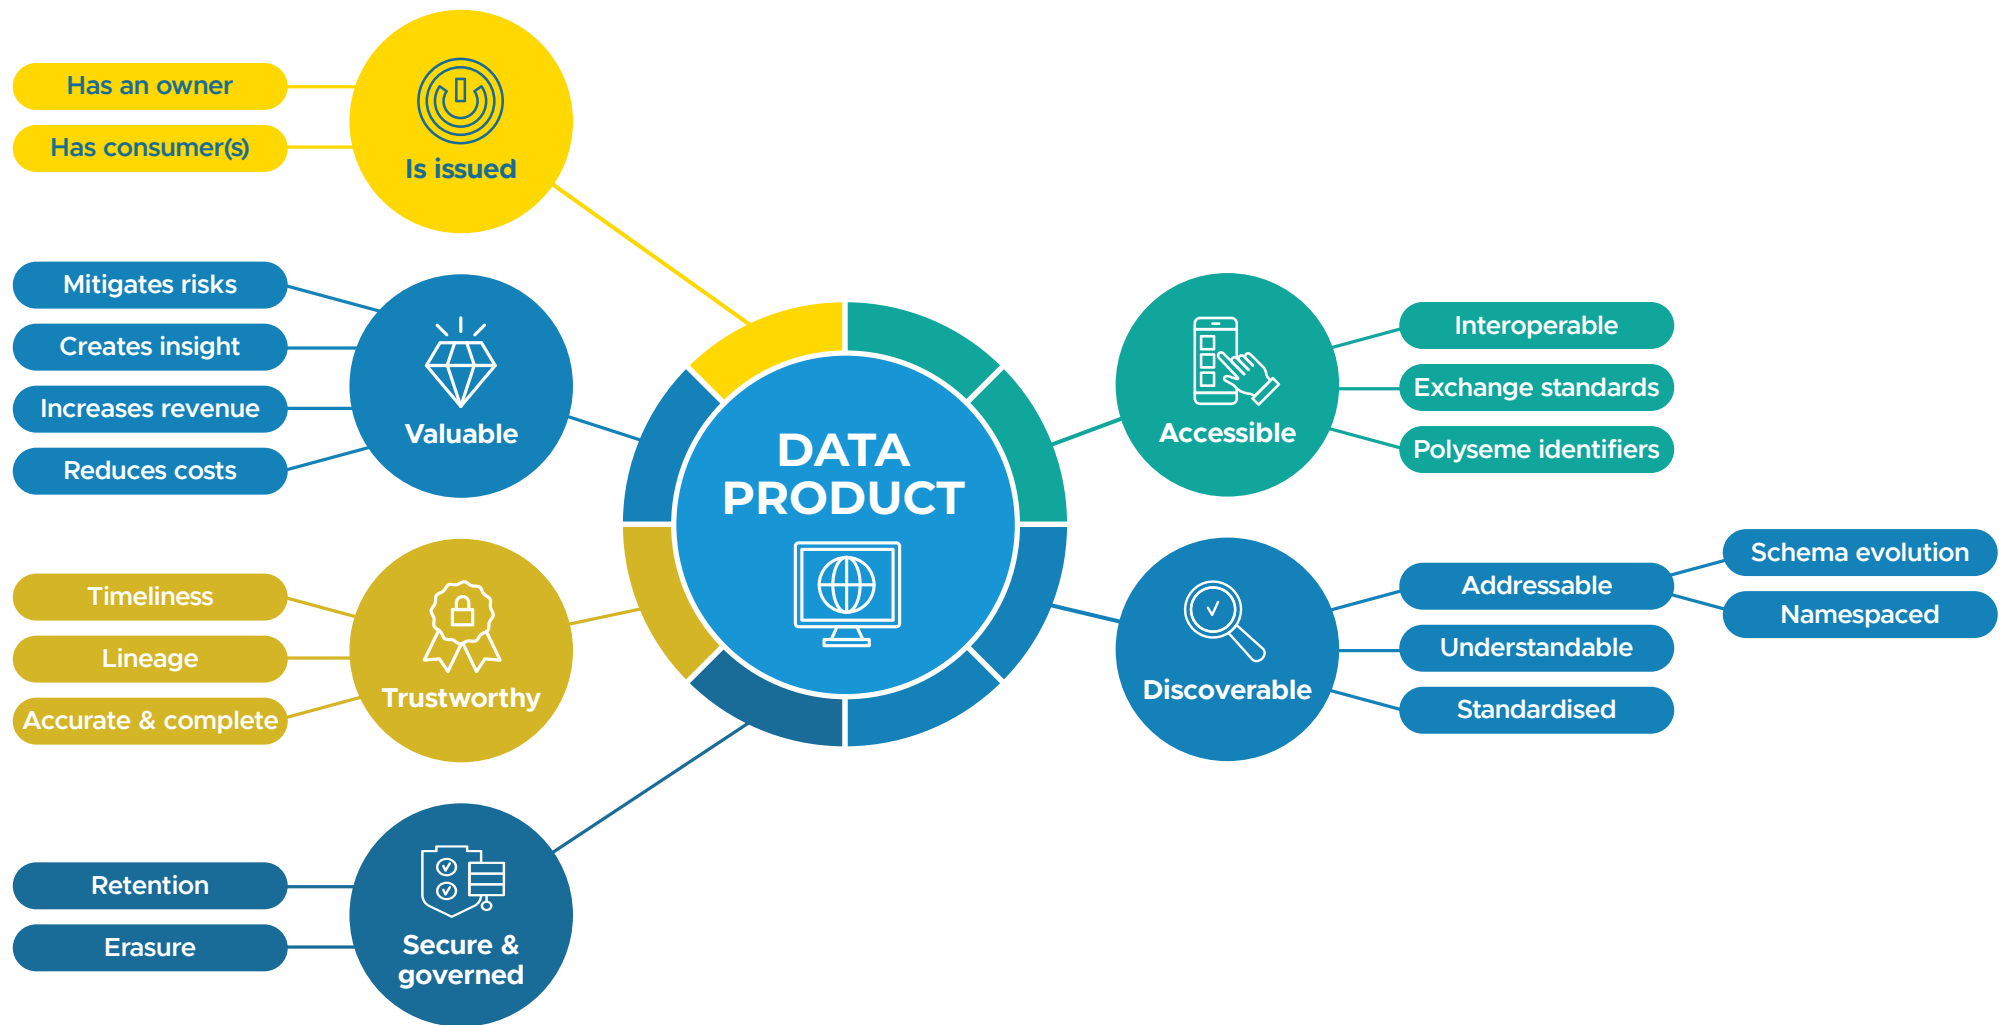 Has an owner
Has consumer(s)
Is issued
Mitigates risks
Creates insight
Increases revenue
Reduces costs
Valuable
Timeliness
Lineage
Accurate & complete
Trustworthy
Retention
Erasure
Secure &
governed
DATA
PRODUCT
Accessible
Interoperable
Exchange standards
Polyseme identifiers
Discoverable
Addressable
Understandable
Standardised
Schema evolution
Namespaced